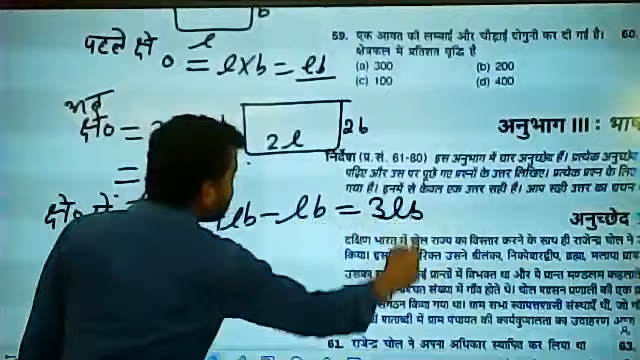 b
l
पहले क्षे० = l×b = lb
59. एक आयत की लम्बाई और चौड़ाई दोगुनी कर दी गई है।
क्षेत्रफल में प्रतिशत वृद्धि है
(a) 300 (b) 200
(c) 100 (d) 400
60.
अब
क्षे० =
2l
2b
=
क्षे० में
lb - lb = 3lb
अनुभाग III : भाषा
निर्देश (प्र. सं. 61-80) इस अनुभाग में चार अनुच्छेद हैं। प्रत्येक अनुच्छेद
पढ़िए और उस पर पूछे गए प्रश्नों के उत्तर लिखिए। प्रत्येक प्रश्न के लिए
गया है। इनमें से केवल एक उत्तर सही है। आप सही उत्तर का चयन
अनुच्छेद
दक्षिण भारत में चोल राज्य का विस्तार करने के साथ ही राजेन्द्र चोल ने
किया। उसने श्रीलंका, निकोबारद्वीप, ब्रह्मा, मलाया
प्रान्तों में विभक्त था और ये प्रान्त मण्डलम कहलाते
संख्या में गाँव होते थे। चोल शासन प्रणाली की एक
गठन किया गया था। ग्राम सभा स्वायत्तशासी संस्थाएँ थीं, जो
शताब्दी में ग्राम पंचायत की कार्यकुशलता का उदाहरण अन्य
61. राजेन्द्र चोल ने अपना अधिकार स्थापित कर लिया था
63.